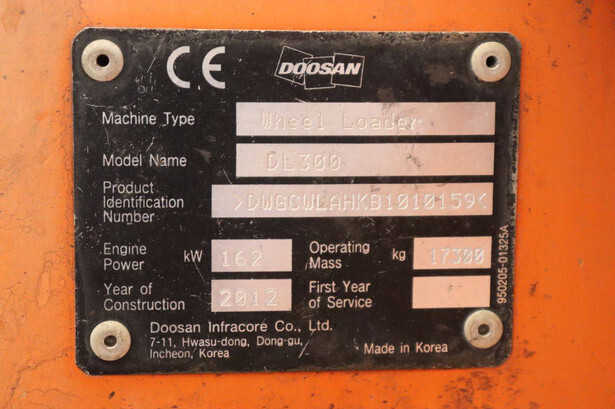 CE DOOSAN
Machine Type Wheel Loader
Model Name DL300
Product
Identification >DWGCWLAHKB1010159<
Number
Engine Operating
Power kW 162 Mass kg 17300
Year of First Year
Construction 2012 of Service
Doosan Infracore Co., Ltd.
7-11, Hwasu-dong, Dong-gu,
Incheon, Korea Made in Korea
950205-01325A